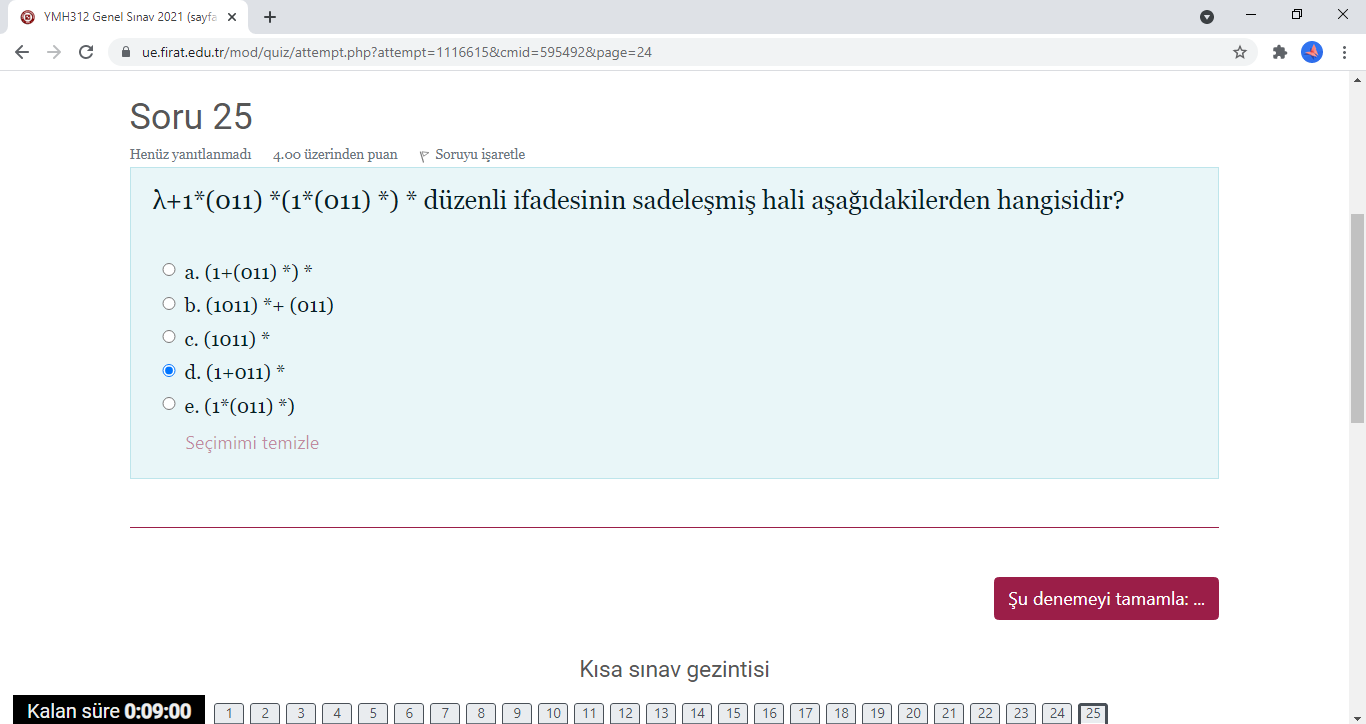 YMH312 Genel Sınav 2021 (sayfa
ue.firat.edu.tr/mod/quiz/attempt.php?attempt=1116615&cmid=595492&page=24
Soru 25
Henüz yanıtlanmadı 4.00 üzerinden puan Soruyu işaretle
λ+1*(011) *(1*(011) *) * düzenli ifadesinin sadeleşmiş hali aşağıdakilerden hangisidir?
a. (1+(011) *) *
b. (1011) *+ (011)
c. (1011) *
d. (1+011) *
e. (1*(011) *)
Seçimimi temizle
Şu denemeyi tamamla: ...
Kısa sınav gezintisi
Kalan süre 0:09:00 1 2 3 4 5 6 7 8 9 10 11 12 13 14 15 16 17 18 19 20 21 22 23 24 25